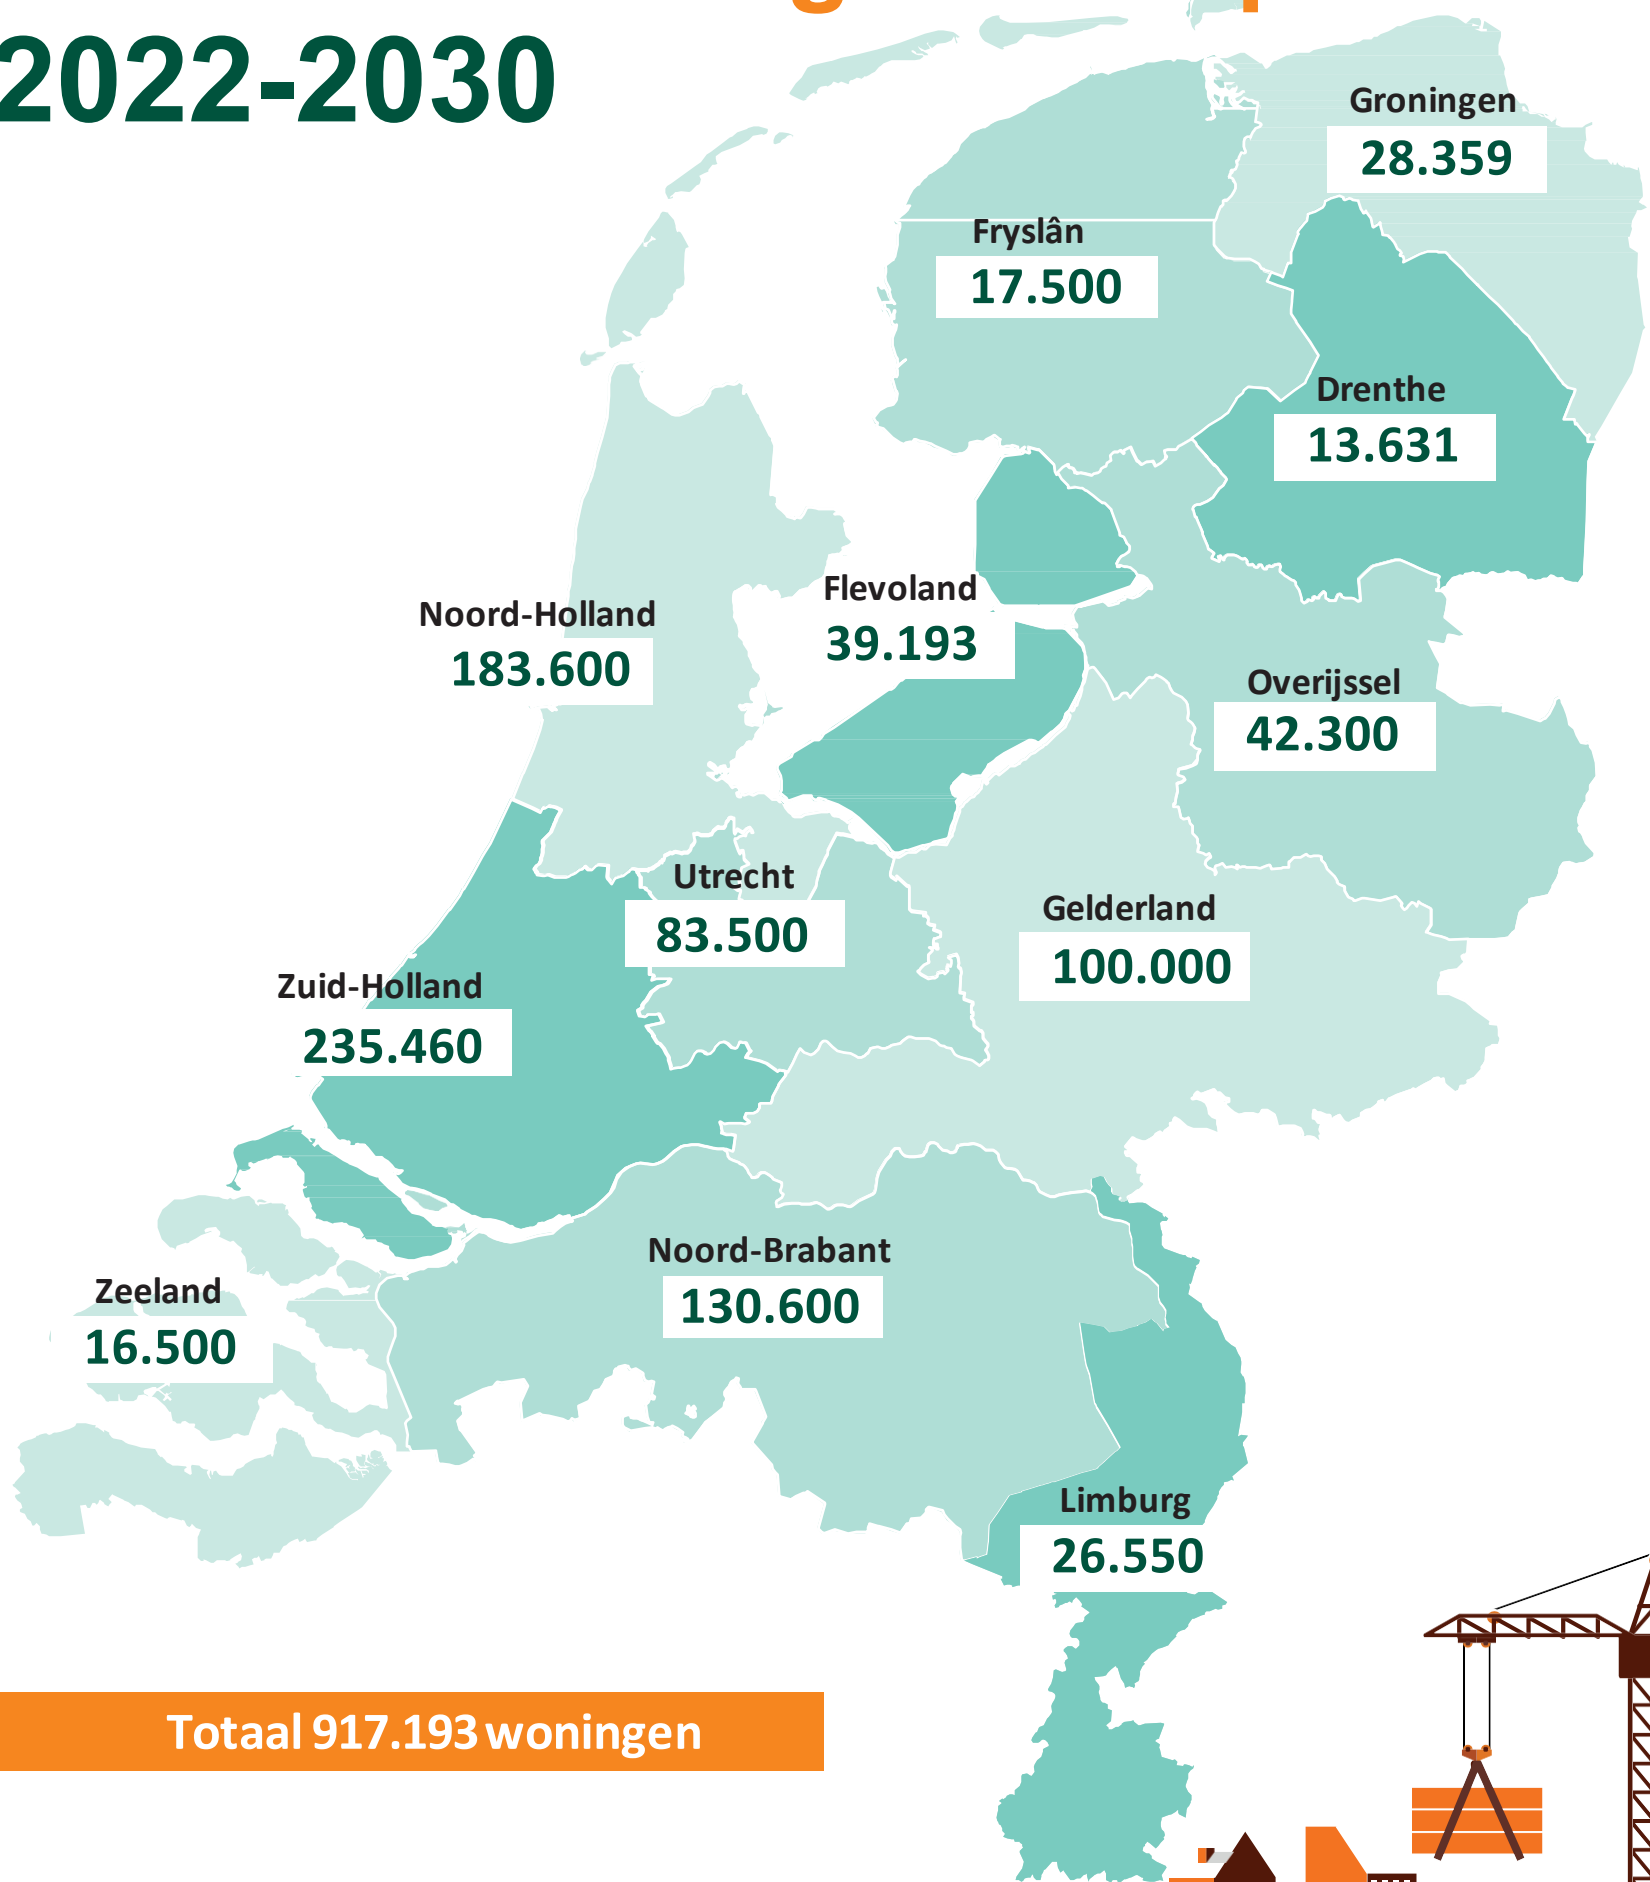 2022-2030
Groningen
28.359
Fryslân
17.500
Drenthe
13.631
Flevoland
39.193
Noord-Holland
183.600
Overijssel
42.300
Utrecht
83.500
Gelderland
100.000
Zuid-Holland
235.460
Noord-Brabant
130.600
Zeeland
16.500
Limburg
26.550
Totaal 917.193 woningen